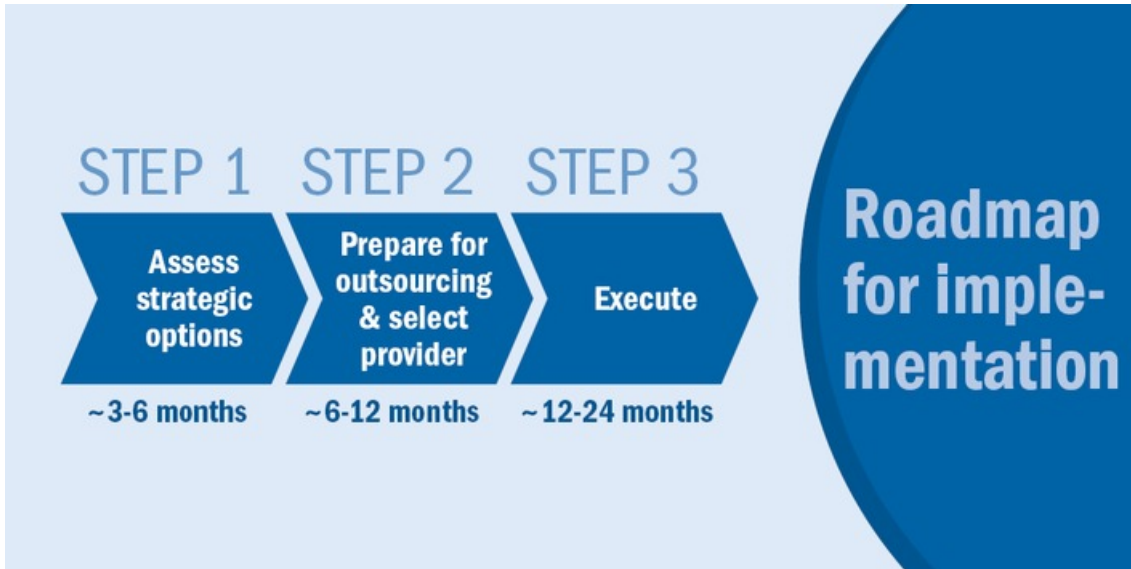 STEP 1
Assess
strategic
options
~3-6 months
STEP 2
Prepare for
outsourcing
& select
provider
~6-12 months
STEP 3
Execute
~12-24 months
Roadmap
for imple-
mentation